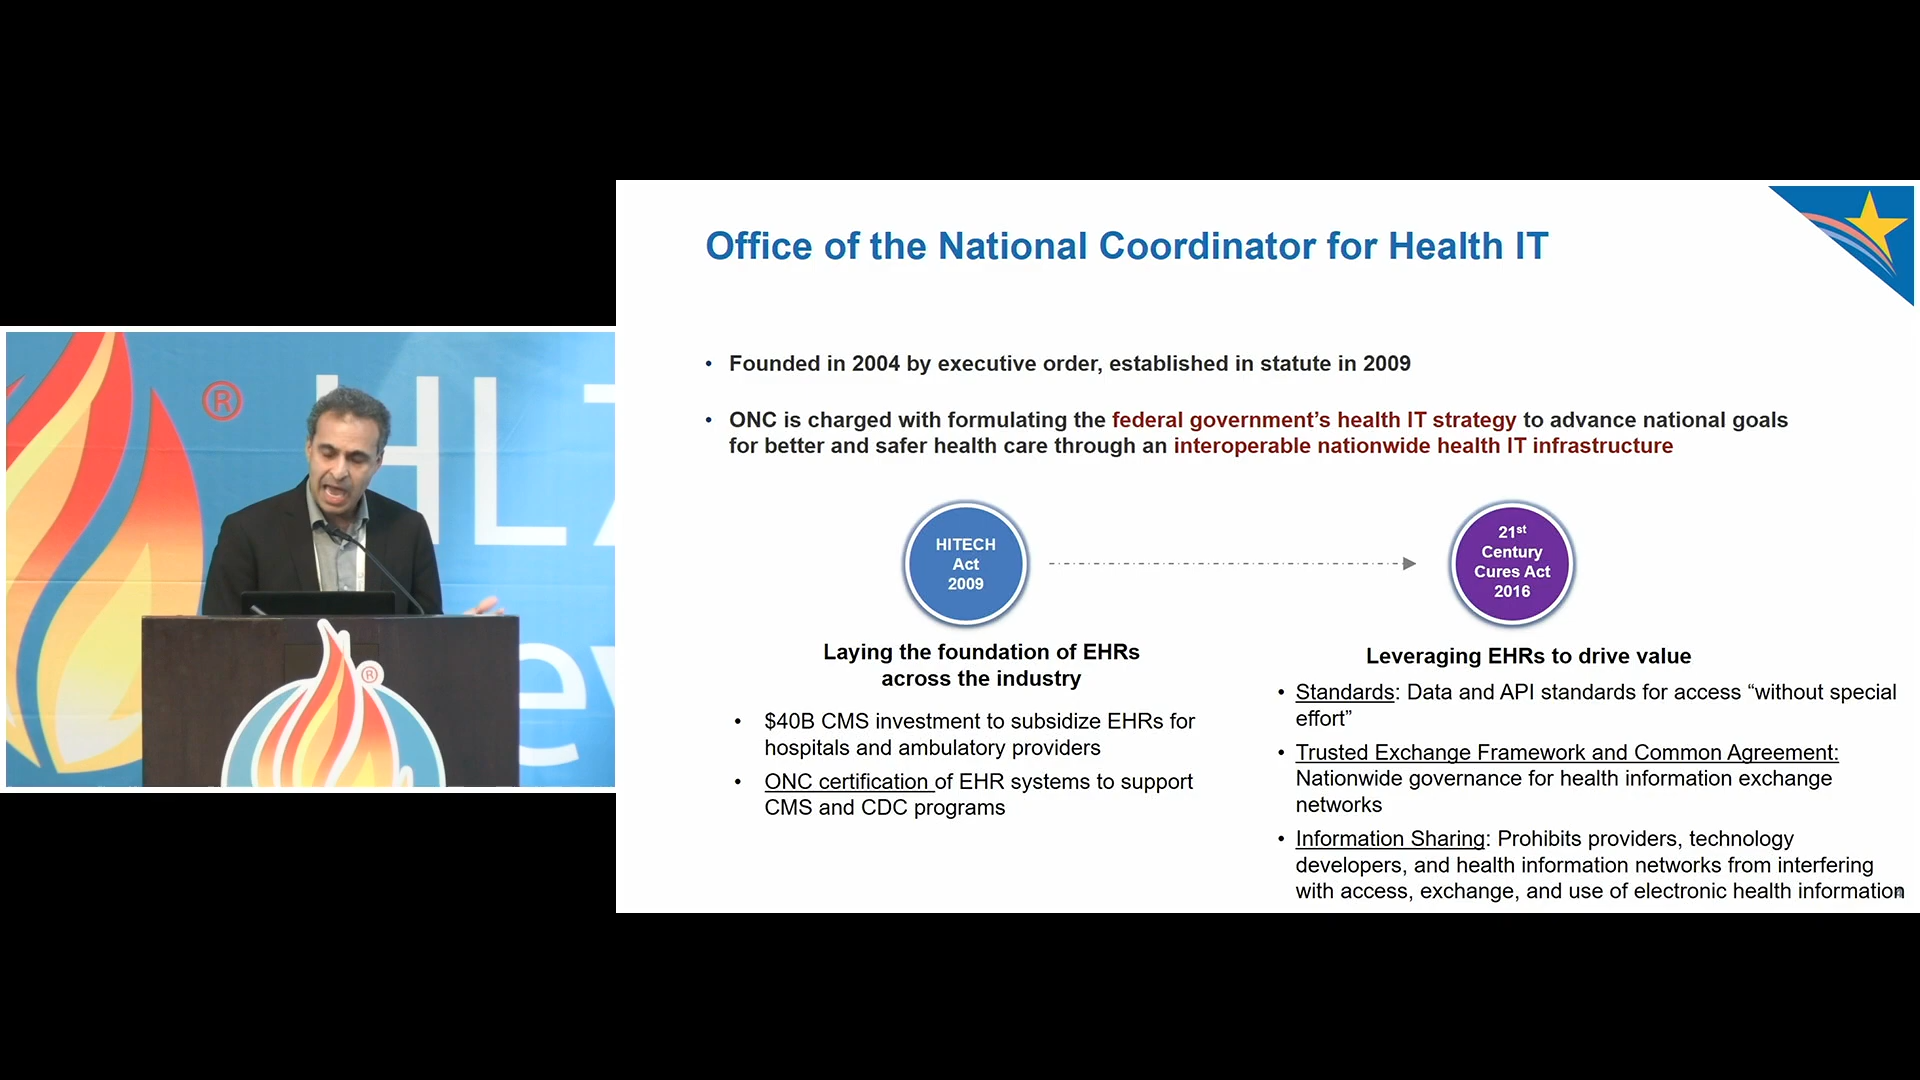 Office of the National Coordinator for Health IT
• Founded in 2004 by executive order, established in statute in 2009
• ONC is charged with formulating the federal government’s health IT strategy to advance national goals
for better and safer health care through an interoperable nationwide health IT infrastructure
HITECH
Act
2009
Laying the foundation of EHRs
across the industry
• $40B CMS investment to subsidize EHRs for
hospitals and ambulatory providers
• ONC certification of EHR systems to support
CMS and CDC programs
21st
Century
Cures Act
2016
Leveraging EHRs to drive value
• Standards: Data and API standards for access “without special
effort”
• Trusted Exchange Framework and Common Agreement:
Nationwide governance for health information exchange
networks
• Information Sharing: Prohibits providers, technology
developers, and health information networks from interfering
with access, exchange, and use of electronic health information
®
HL7
®